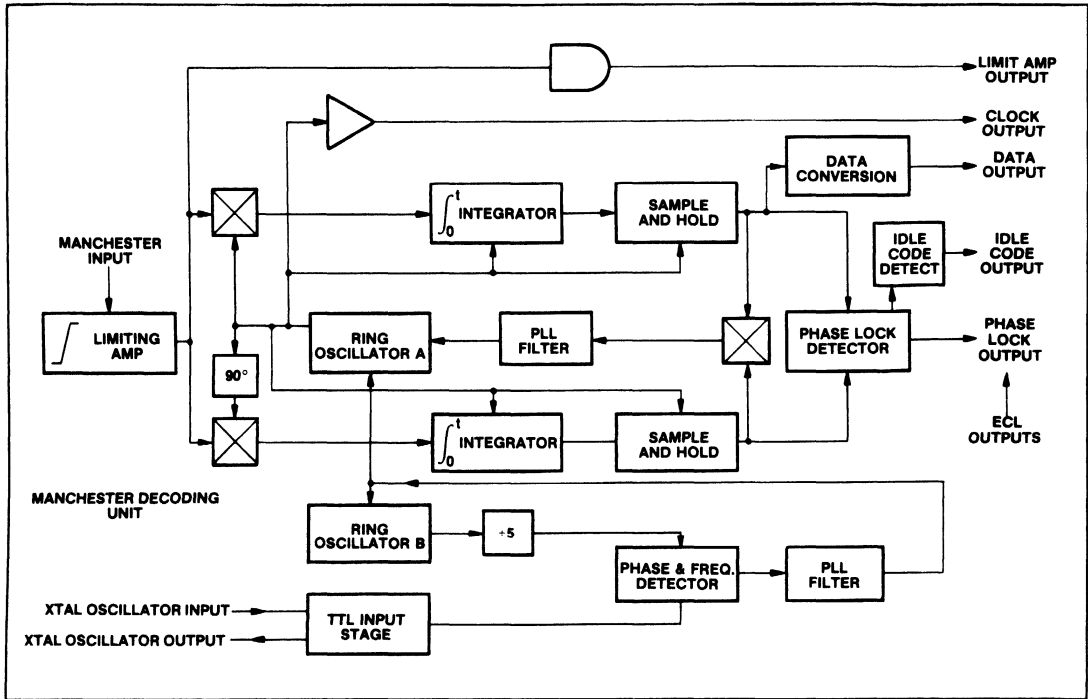 LIMIT AMP
OUTPUT
CLOCK
OUTPUT
DATA
CONVERSION
DATA
OUTPUT
∫0t INTEGRATOR
SAMPLE
AND HOLD
MANCHESTER
INPUT
IDLE
CODE
DETECT
IDLE
CODE
OUTPUT
LIMITING
AMP
RING
OSCILLATOR A
PLL
FILTER
PHASE LOCK
DETECTOR
PHASE
LOCK
OUTPUT
90°
∫0t INTEGRATOR
SAMPLE
AND HOLD
ECL
OUTPUTS
MANCHESTER DECODING
UNIT
RING
OSCILLATOR B
÷5
PHASE & FREQ.
DETECTOR
PLL
FILTER
XTAL OSCILLATOR INPUT
XTAL OSCILLATOR OUTPUT
TTL INPUT
STAGE